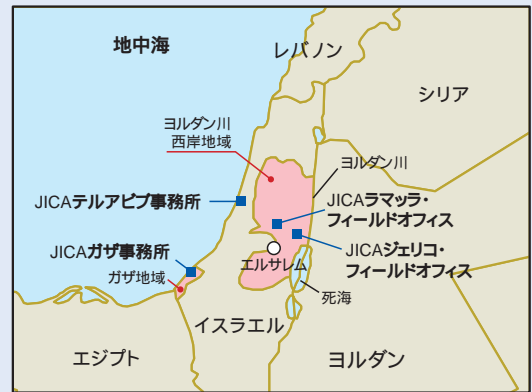 地中海
レバノン
シリア
ヨルダン川
西岸地域
ヨルダン川
JICAテルアビブ事務所
JICAラマッラ・
フィールドオフィス
JICAガザ事務所
JICAジェリコ・
フィールドオフィス
エルサレム
ガザ地域
死海
イスラエル
エジプト
ヨルダン